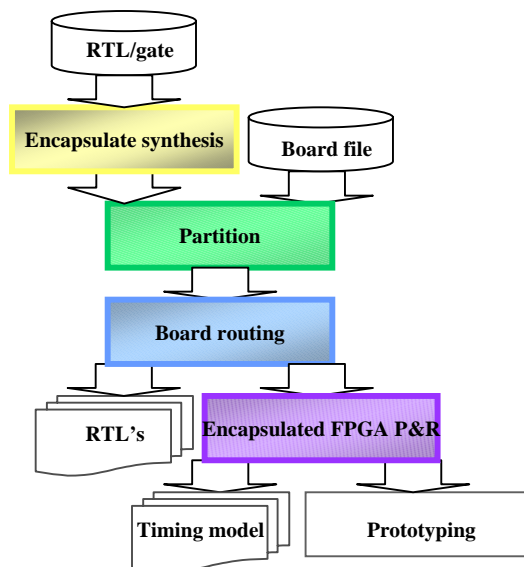 RTL/gate
Encapsulate synthesis
Board file
Partition
Board routing
RTL's
Encapsulated FPGA P&R
Timing model
Prototyping